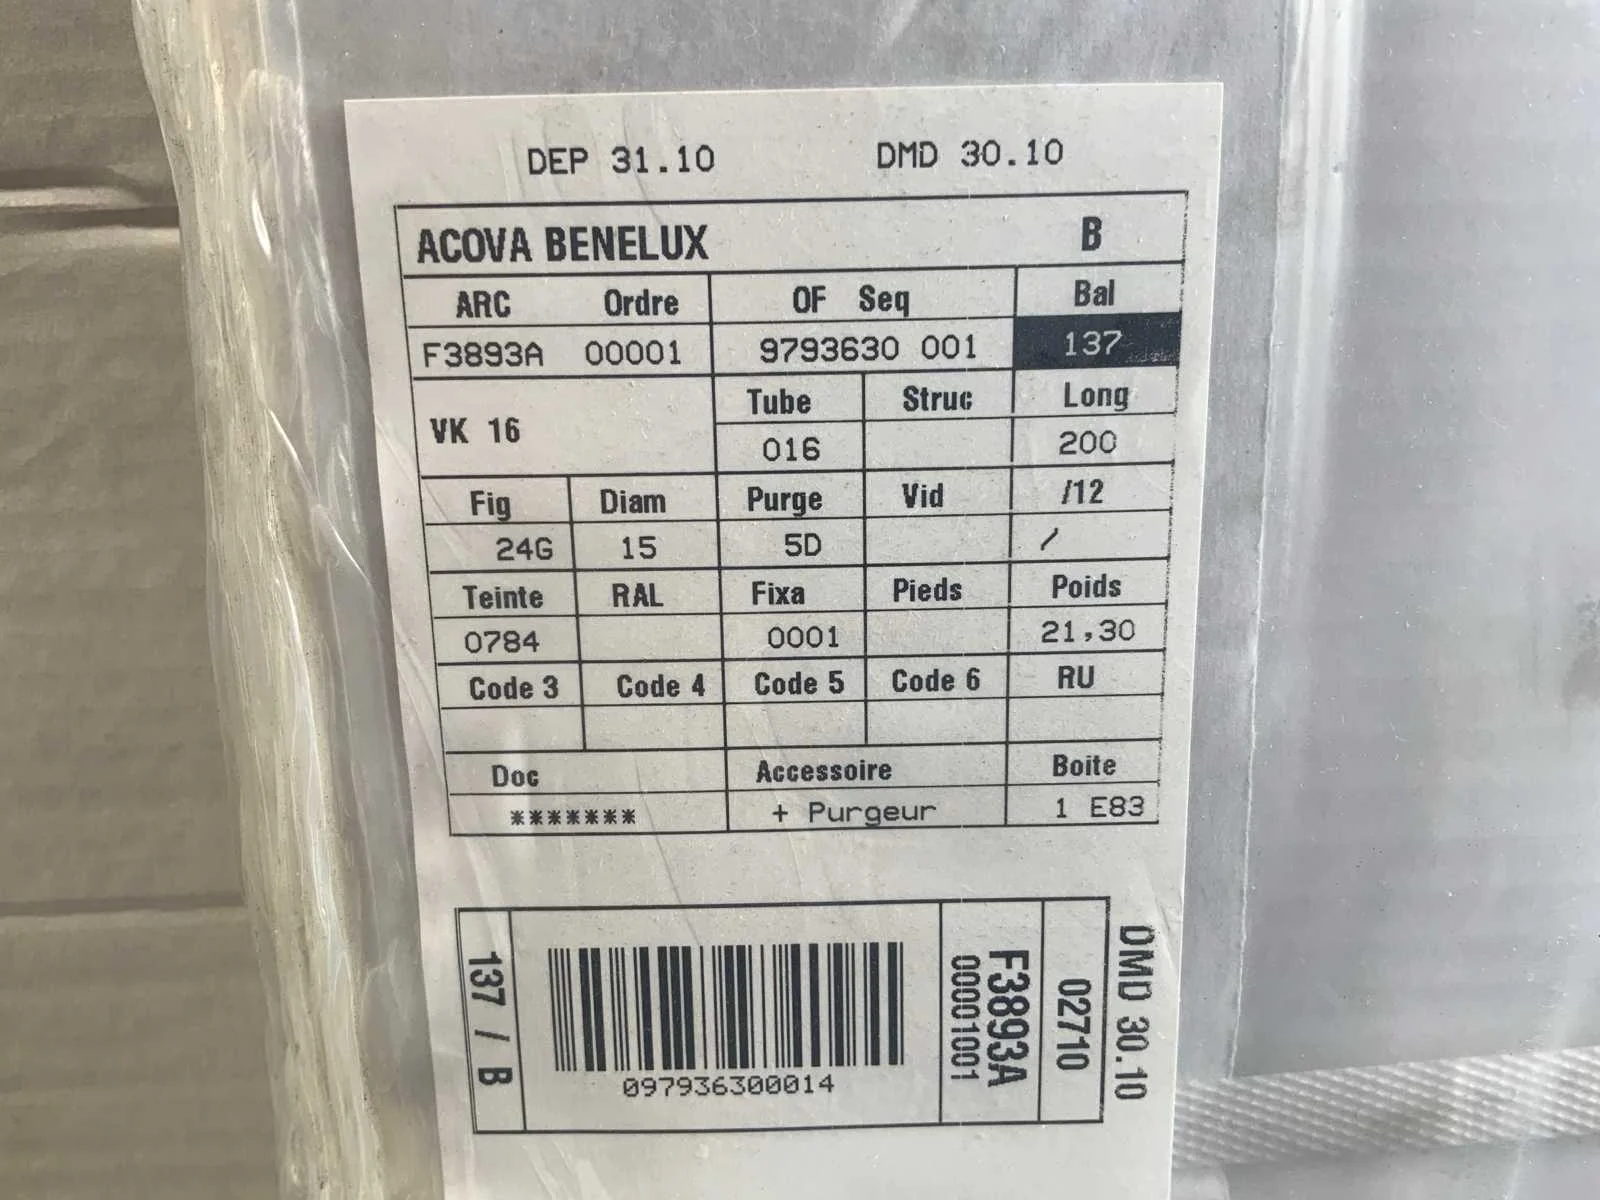 DEP 31.10 DMD 30.10
ACOVA BENELUX B
ARC Ordre OF Seq Bal
F3893A 00001 9793630 001 137
VK 16 Tube Struc Long
016 200
Fig Diam Purge Vid /12
24G 15 5D /
Teinte RAL Fixa Pieds Poids
0784 0001 21,30
Code 3 Code 4 Code 5 Code 6 RU
Doc Accessoire Boite
******* + Purgeur 1 E83
137 / B
097936300014
F3893A
00001001
02710
DMD 30.10